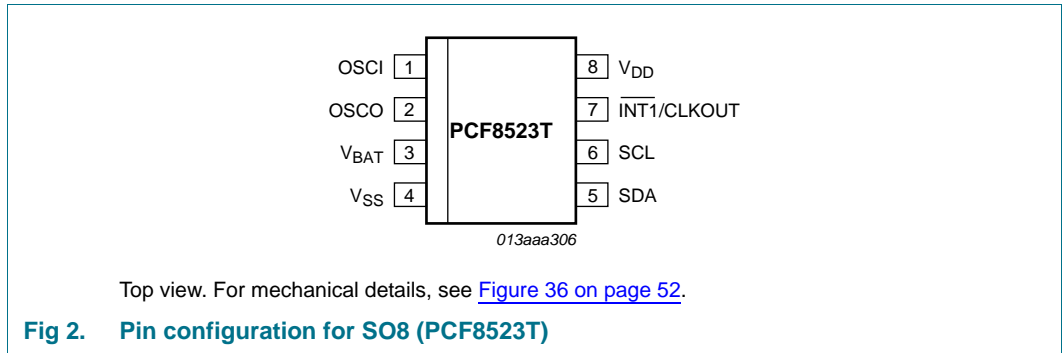 OSCI 1 8 VDD
OSCO 2 7 INT1/CLKOUT
PCF8523T
VBAT 3 6 SCL
VSS 4 5 SDA
013aaa306
Top view. For mechanical details, see Figure 36 on page 52.
Fig 2. Pin configuration for SO8 (PCF8523T)